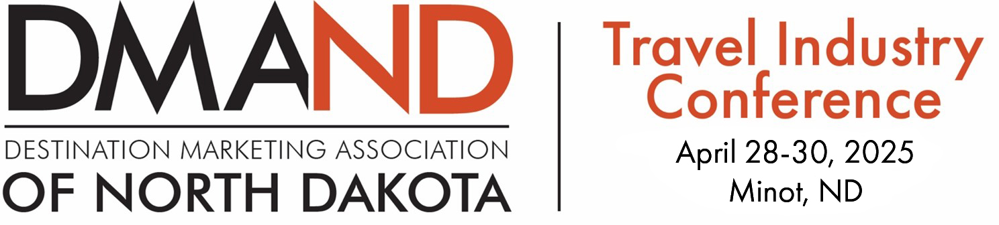 DMAND
DESTINATION MARKETING ASSOCIATION
OF NORTH DAKOTA
Travel Industry
Conference
April 28-30, 2025
Minot, ND